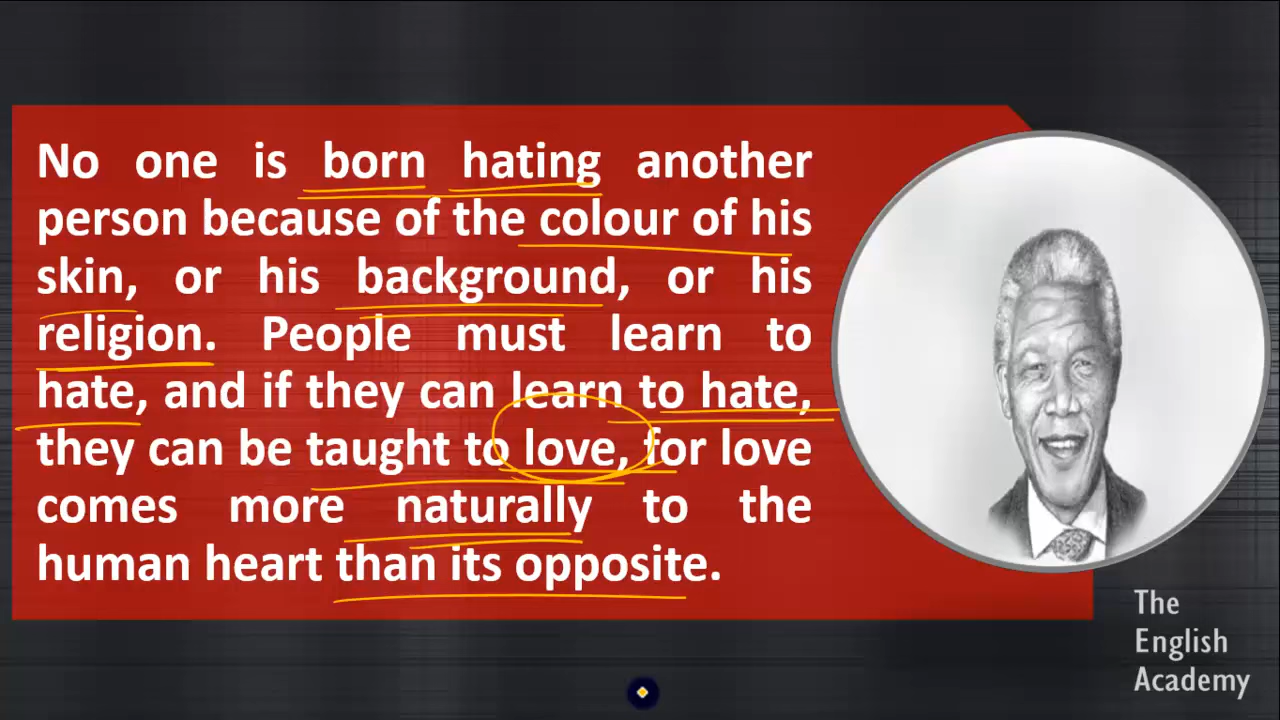 No one is born hating another
person because of the colour of his
skin, or his background, or his
religion. People must learn to
hate, and if they can learn to hate,
they can be taught to love, for love
comes more naturally to the
human heart than its opposite.
The
English
Academy